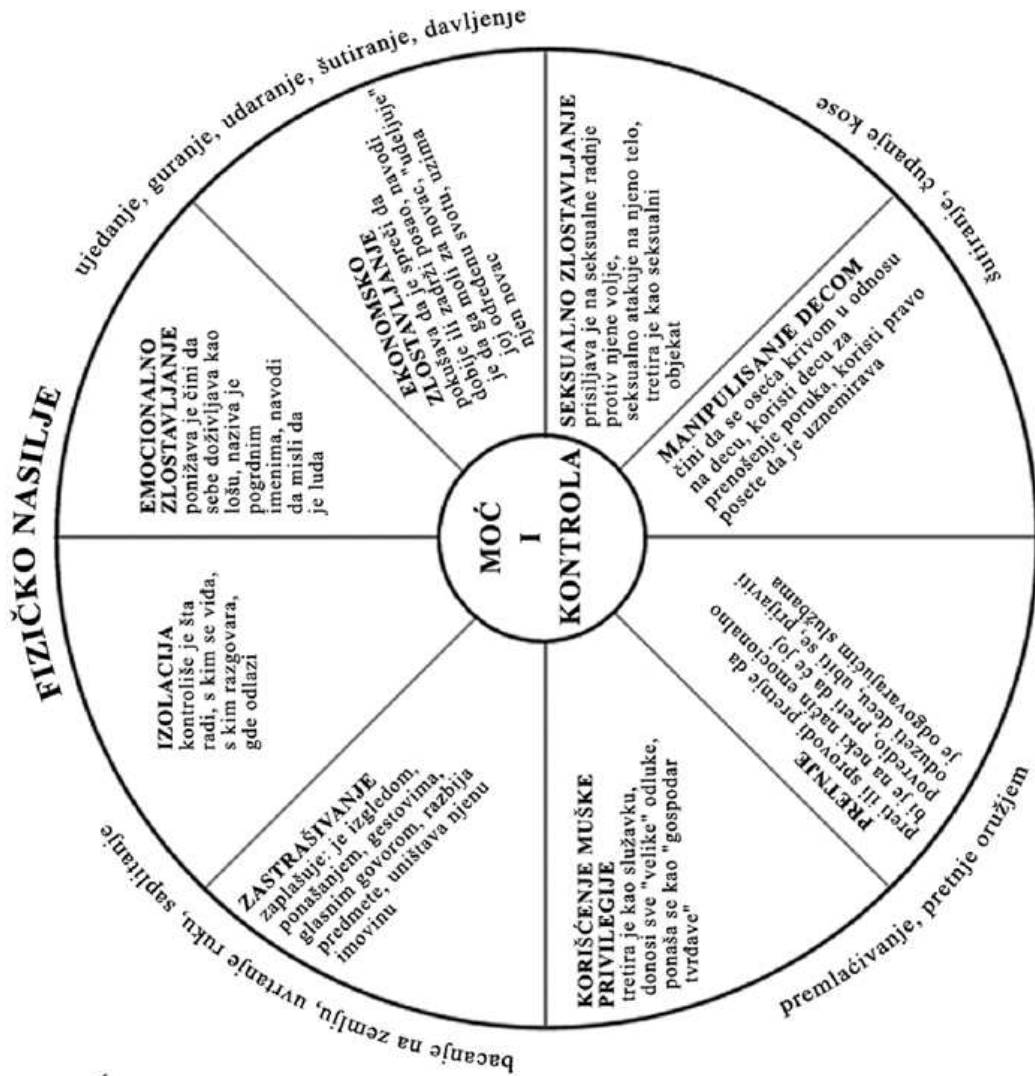 FIZIČKO NASILJE
ujedanje, guranje, udaranje, šutiranje, davljenje
šutiranje, čupanje kose
premlaćivanje, pretnje oružjem
bacanje na zemlju, uvrtanje ruku, saplitanje
MOĆ
I
KONTROLA
EMOCIONALNO
ZLOSTAVLJANJE
ponižava je čini da
sebe doživljava kao
lošu, naziva je
pogrdnim
imenima, navodi
da misli da
je luda
EKONOMSKO
ZLOSTAVLJANJE
pokušava da je spreči da
dobije ili zadrži posao, navodi
je da ga moli za novac, "udeljuje"
joj određenu svotu, uzima
njen novac
SEKSUALNO ZLOSTAVLJANJE
prisiljava je na seksualne radnje
protiv njene volje,
seksualno atakuje na njeno telo,
tretira je kao seksualni
objekat
MANIPULISANJE DECOM
čini da se oseća krivom u odnosu
na decu, koristi decu za
prenošenje poruka, koristi pravo
posete da je uznemirava
PRETNJE
preti ili sprovodi pretnje da
bi je na neki način emocionalno
povredio, preti da će joj
oduzeti decu, ubiti se, prijaviti
je odgovarajućim službama
KORIŠĆENJE MUŠKE
PRIVILEGIJE
tretira je kao služavku,
donosi sve "velike" odluke,
ponaša se kao "gospodar
tvrđave"
ZASTRAŠIVANJE
zaplašuje: je izgledom,
ponašanjem, gestovima,
glasnim govorom, razbija
predmete, uništava njenu
imovinu
IZOLACIJA
kontroliše je šta
radi, s kim se viđa,
s kim razgovara,
gde odlazi